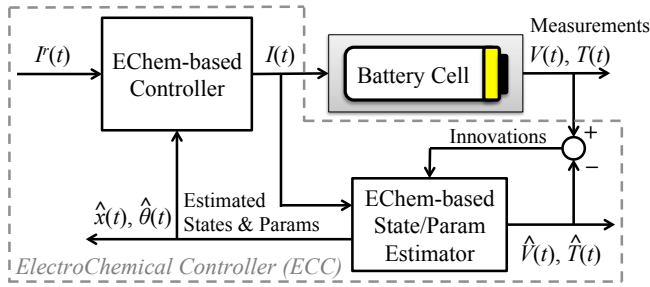 Measurements
I^r(t)
EChem-based
Controller
I(t)
Battery Cell
V(t), T(t)
Innovations
+
−
x̂(t), θ̂(t)
Estimated
States & Params
EChem-based
State/Param
Estimator
V̂(t), T̂(t)
ElectroChemical Controller (ECC)